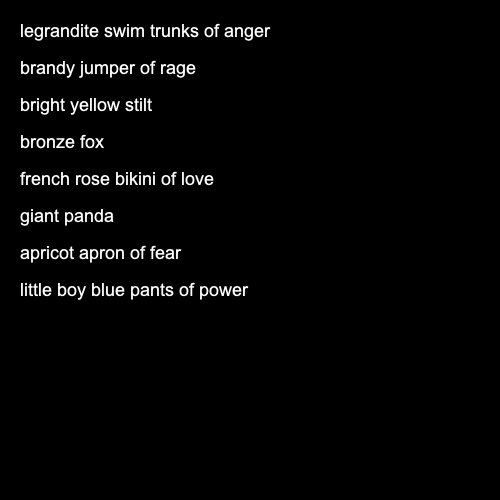 legrandite swim trunks of anger
brandy jumper of rage
bright yellow stilt
bronze fox
french rose bikini of love
giant panda
apricot apron of fear
little boy blue pants of power